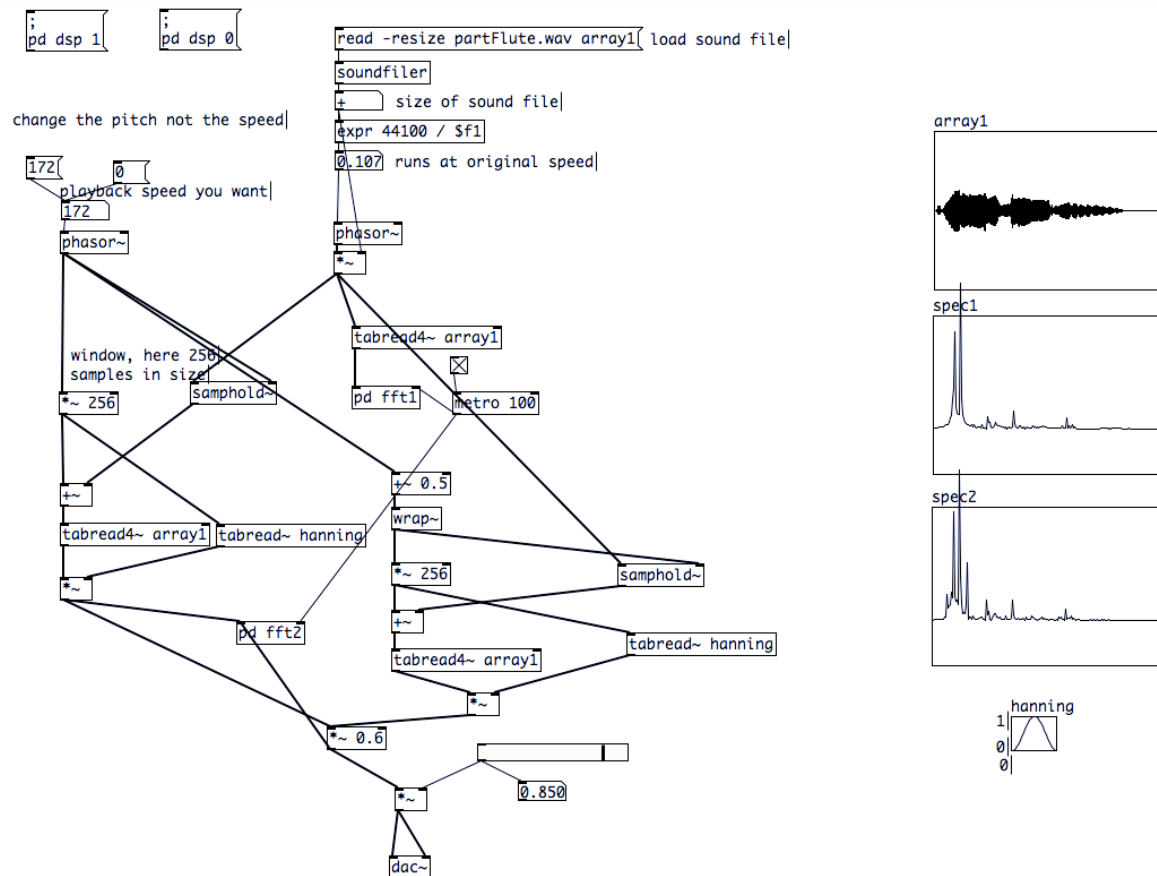 ;
pd dsp 1
;
pd dsp 0
read -resize partFlute.wav array1
load sound file
soundfiler
+
size of sound file
change the pitch not the speed
expr 44100 / $f1
0.107
runs at original speed
172
0
playback speed you want
172
phasor~
phasor~
*~
tabread4~ array1
window, here 256
samples in size
samphold~
pd fft1
metro 100
*~ 256
+~
+~ 0.5
wrap~
tabread4~ array1
tabread~ hanning
*~
*~ 256
samphold~
+~
pd fft2
tabread~ hanning
tabread4~ array1
*~
*~ 0.6
0.850
*~
dac~
array1
spec1
spec2
hanning
1
0
0